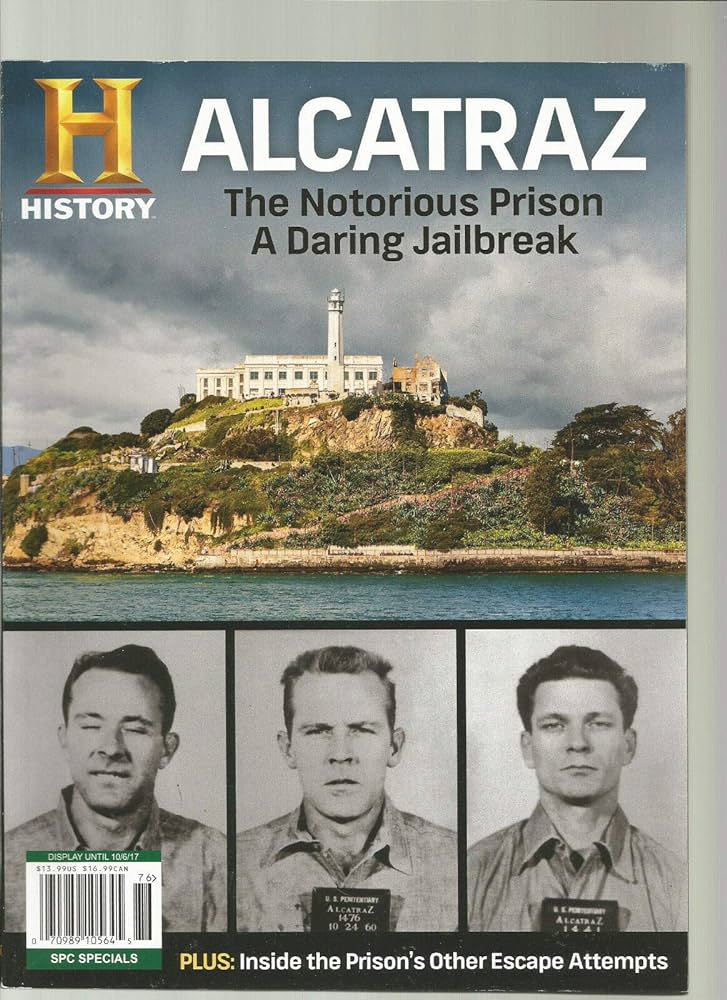 H
HISTORY
ALCATRAZ
The Notorious Prison
A Daring Jailbreak
U. S. PENITENTIARY
ALCATRAZ
1476
10 24 60
U. S. PENITENTIARY
ALCATRAZ
1441
DISPLAY UNTIL 10/6/17
$13.99US $16.99CAN
76>
0 70989 10564 5
SPC SPECIALS
PLUS: Inside the Prison's Other Escape Attempts